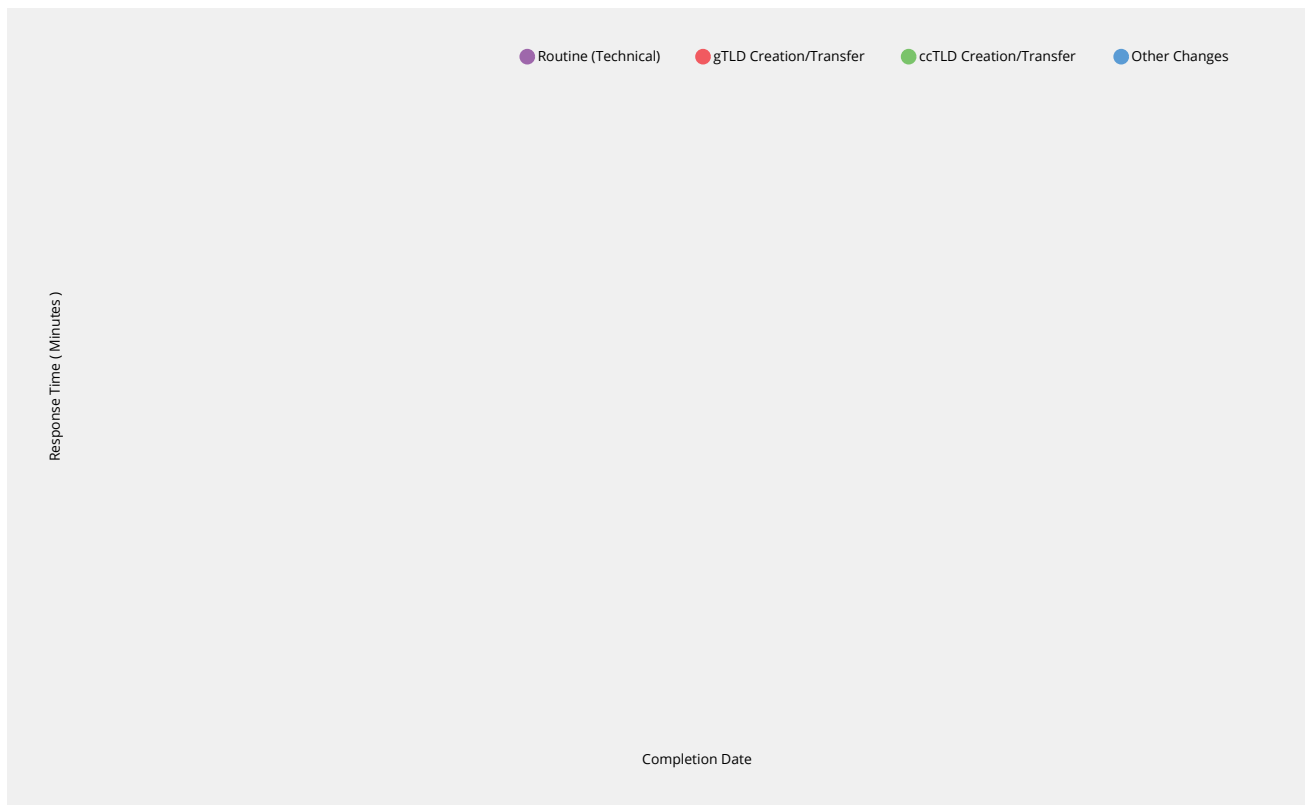 Routine (Technical) gTLD Creation/Transfer ccTLD Creation/Transfer Other Changes
Response Time ( Minutes )
Completion Date